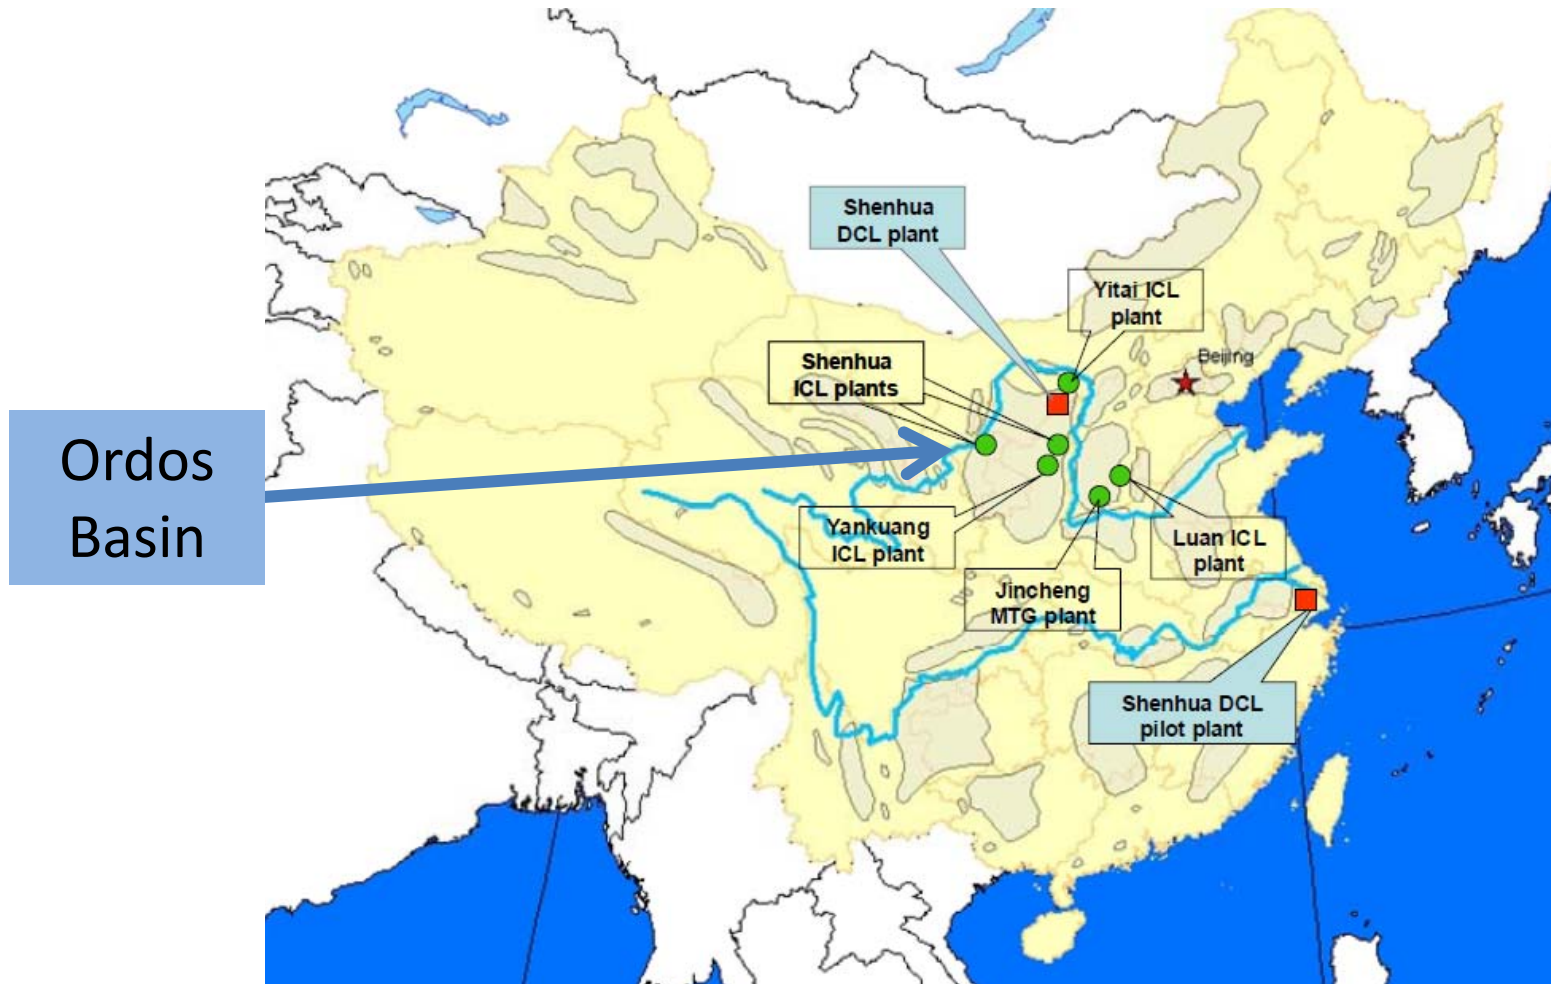 Shenhua
DCL plant
Yitai ICL
plant
Beijing
Shenhua
ICL plants
Ordos
Basin
Yankuang
ICL plant
Luan ICL
plant
Jincheng
MTG plant
Shenhua DCL
pilot plant